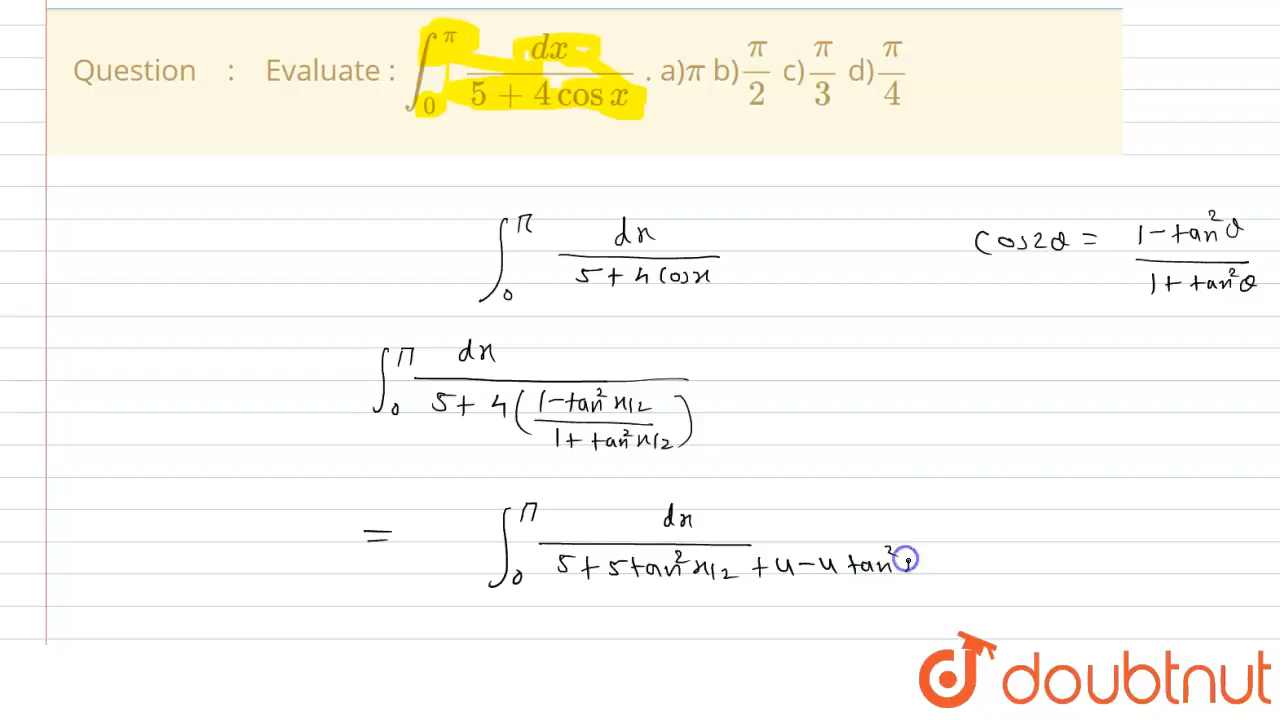 Question : Evaluate : ∫₀^π dx/(5 + 4 cos x) . a)π b)π/2 c)π/3 d)π/4
∫₀^π dx/(5 + 4 cos x)
cos2θ = (1 - tan²θ)/(1 + tan²θ)
∫₀^π dx/(5 + 4((1 - tan² x/2)/(1 + tan² x/2)))
= ∫₀^π dx/(5 + 5 tan² x/2 + 4 - 4 tan²
doubtnut